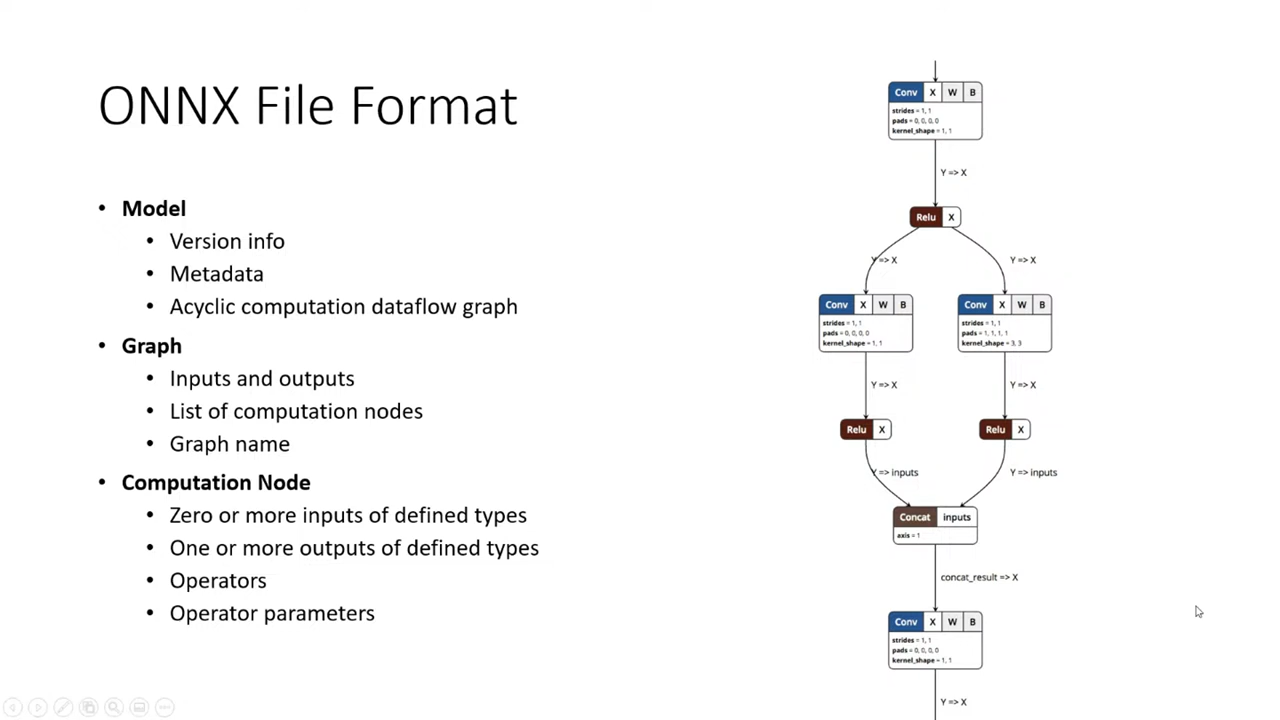 ONNX File Format
• Model
• Version info
• Metadata
• Acyclic computation dataflow graph
• Graph
• Inputs and outputs
• List of computation nodes
• Graph name
• Computation Node
• Zero or more inputs of defined types
• One or more outputs of defined types
• Operators
• Operator parameters
Conv X W B
strides = 1, 1
pads = 0, 0, 0, 0
kernel_shape = 1, 1
Y => X
Relu X
Y => X
Y => X
Conv X W B
strides = 1, 1
pads = 0, 0, 0, 0
kernel_shape = 1, 1
Conv X W B
strides = 1, 1
pads = 1, 1, 1, 1
kernel_shape = 3, 3
Y => X
Y => X
Relu X
Relu X
Y => inputs
Y => inputs
Concat inputs
axis = 1
concat_result => X
Conv X W B
strides = 1, 1
pads = 0, 0, 0, 0
kernel_shape = 1, 1
Y => X